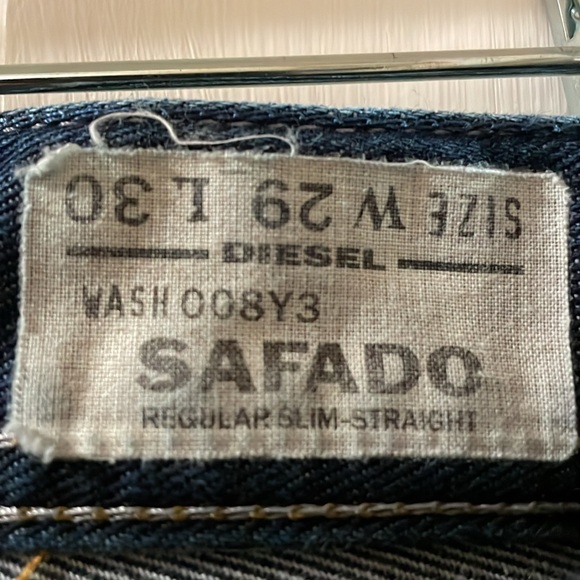 SIZE W 29 L 30
DIESEL
WASH 008Y3
SAFADO
REGULAR SLIM-STRAIGHT